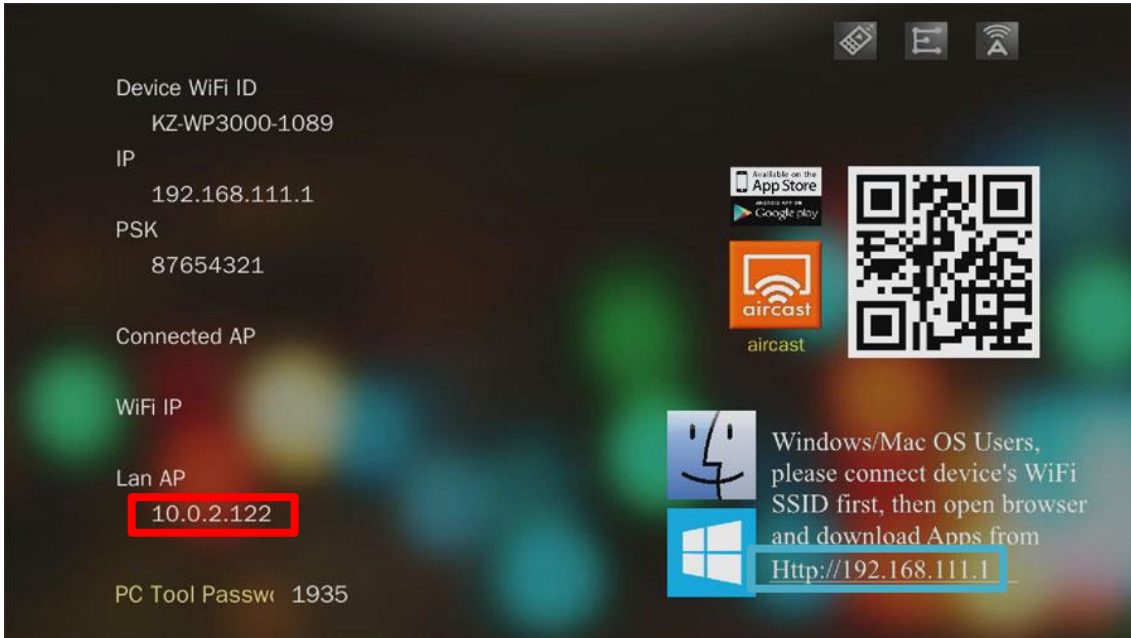 Device WiFi ID
KZ-WP3000-1089
IP
192.168.111.1
PSK
87654321
Connected AP
WiFi IP
Lan AP
10.0.2.122
PC Tool Passw 1935
Available on the
App Store
ANDROID APP ON
Google play
aircast
aircast
Windows/Mac OS Users,
please connect device's WiFi
SSID first, then open browser
and download Apps from
Http://192.168.111.1